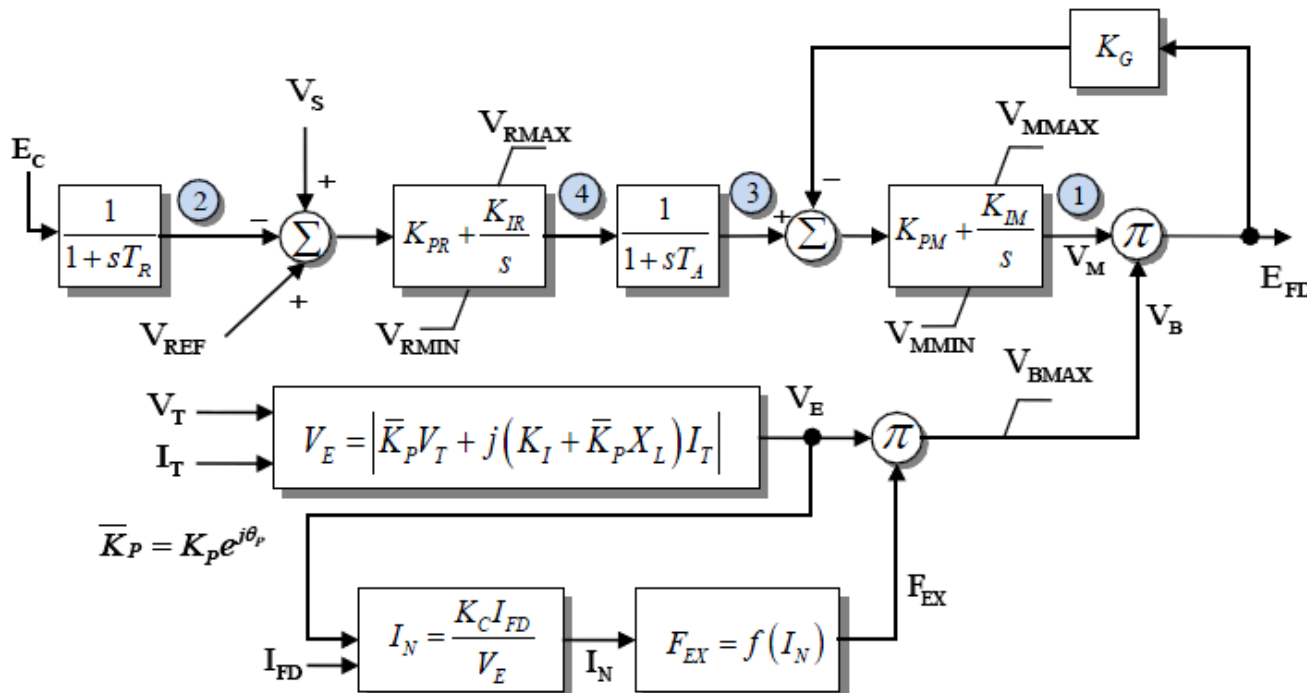 K_G
V_S
V_RMAX
V_MMAX
E_C
2
4
3
1
+
−
−
+
1
1 + sT_R
Σ
K_PR + K_IR
s
1
1 + sT_A
Σ
K_PM + K_IM
s
π
V_M
E_FD
+
V_REF
V_RMIN
V_MMIN
V_B
V_BMAX
V_T
I_T
V_E = |K̅_P V_T + j(K_I + K̅_P X_L) I_T|
V_E
π
K̅_P = K_P e^{jθ_P}
F_EX
I_FD
I_N = K_C I_FD
V_E
I_N
F_EX = f(I_N)